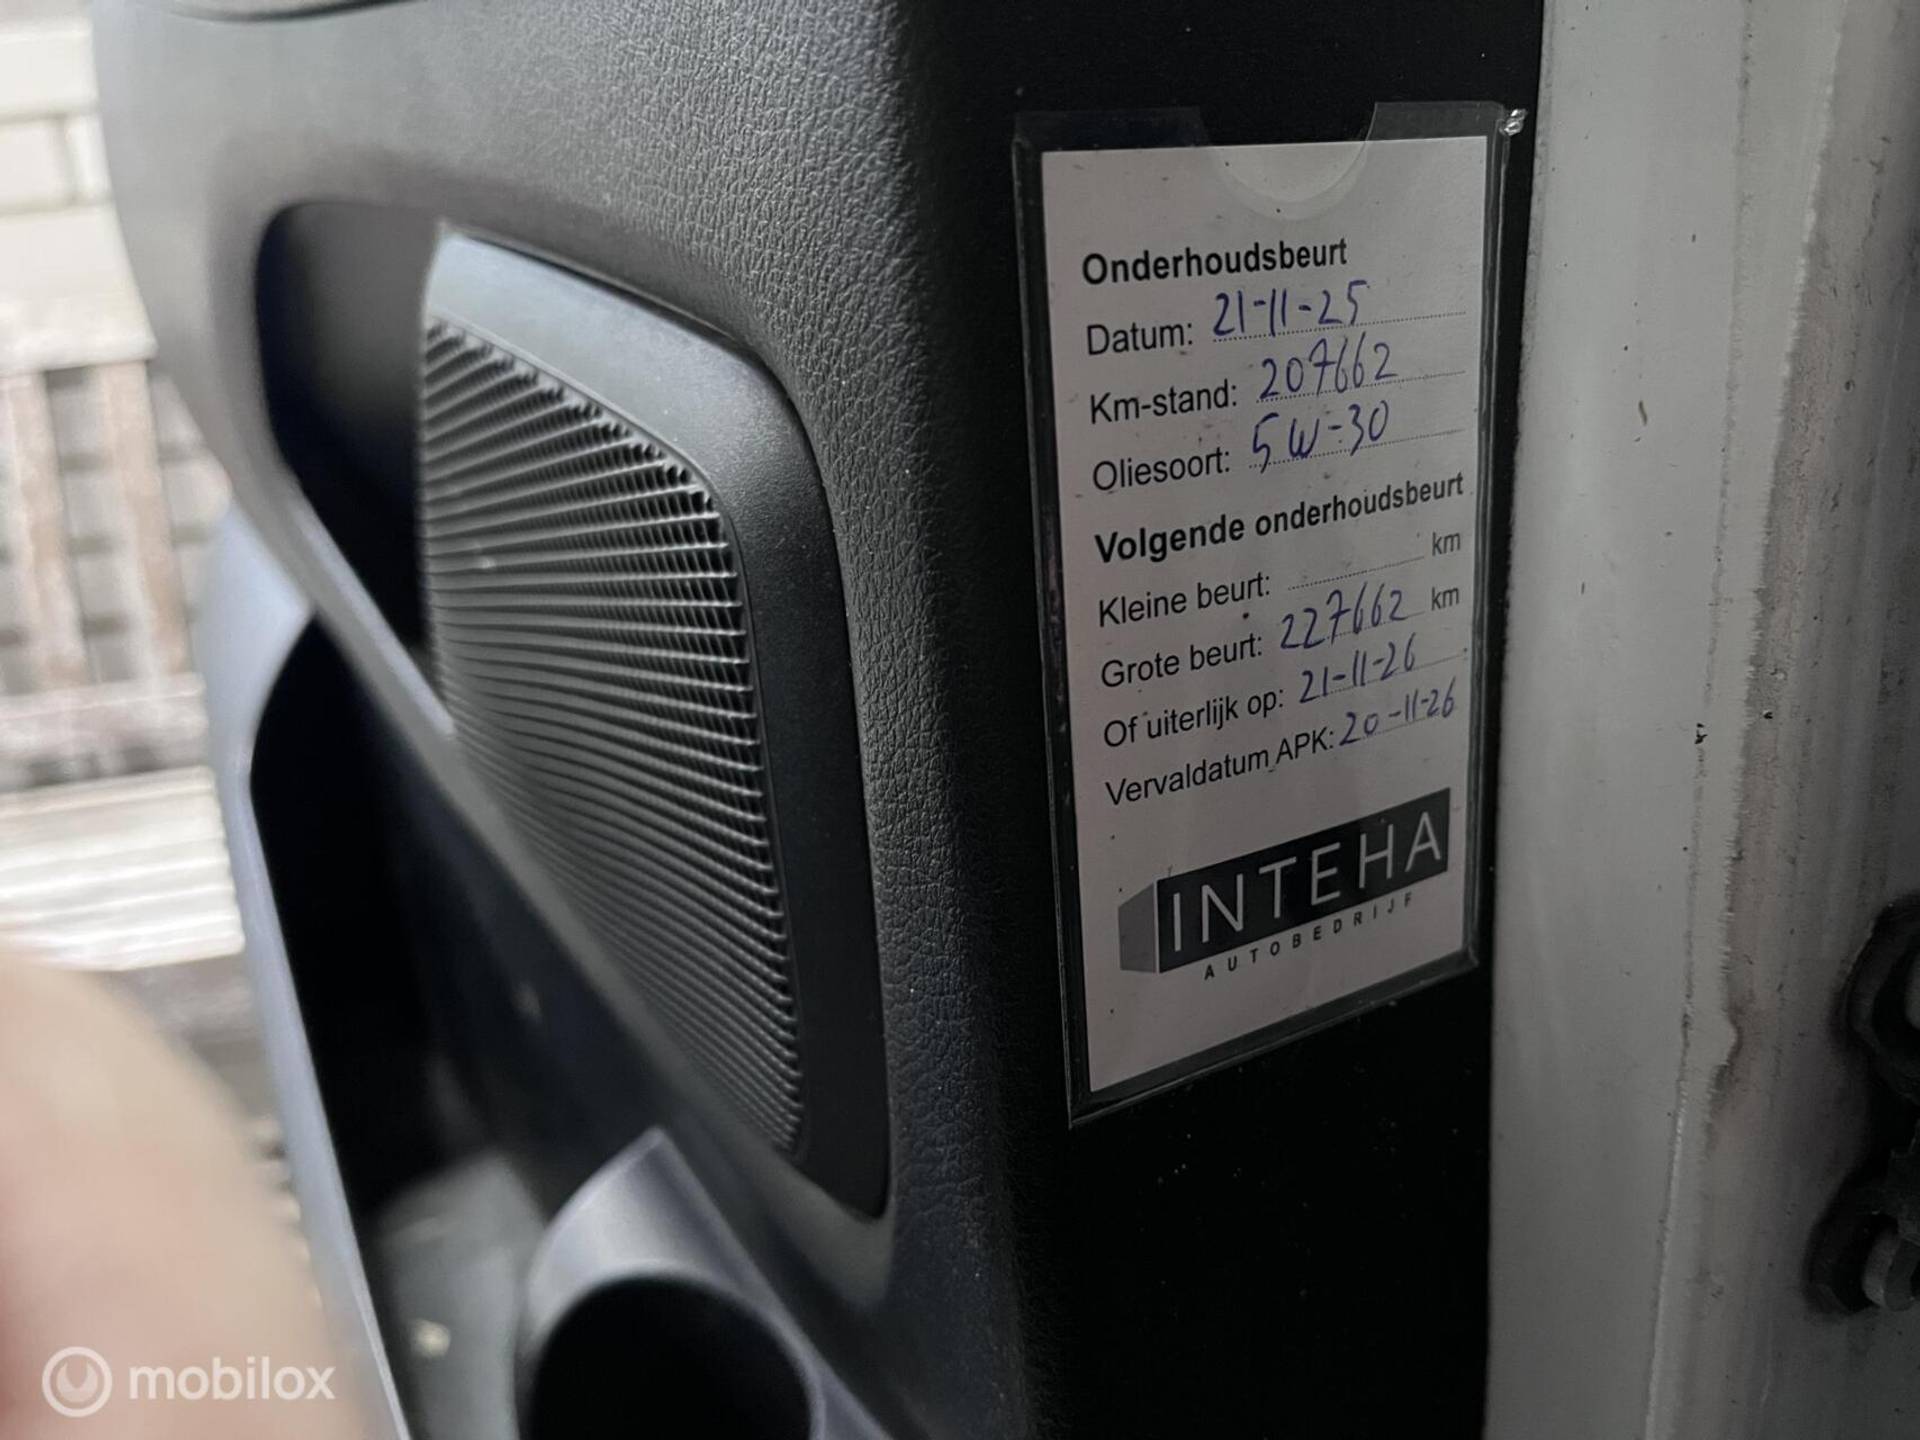 Onderhoudsbeurt
Datum: 21-11-25
Km-stand: 207662
Oliesoort: 5W-30
Volgende onderhoudsbeurt
Kleine beurt: km
Grote beurt: 227662 km
Of uiterlijk op: 21-11-26
Vervaldatum APK: 20-11-26
INTEHA
AUTOBEDRIJF
mobilox